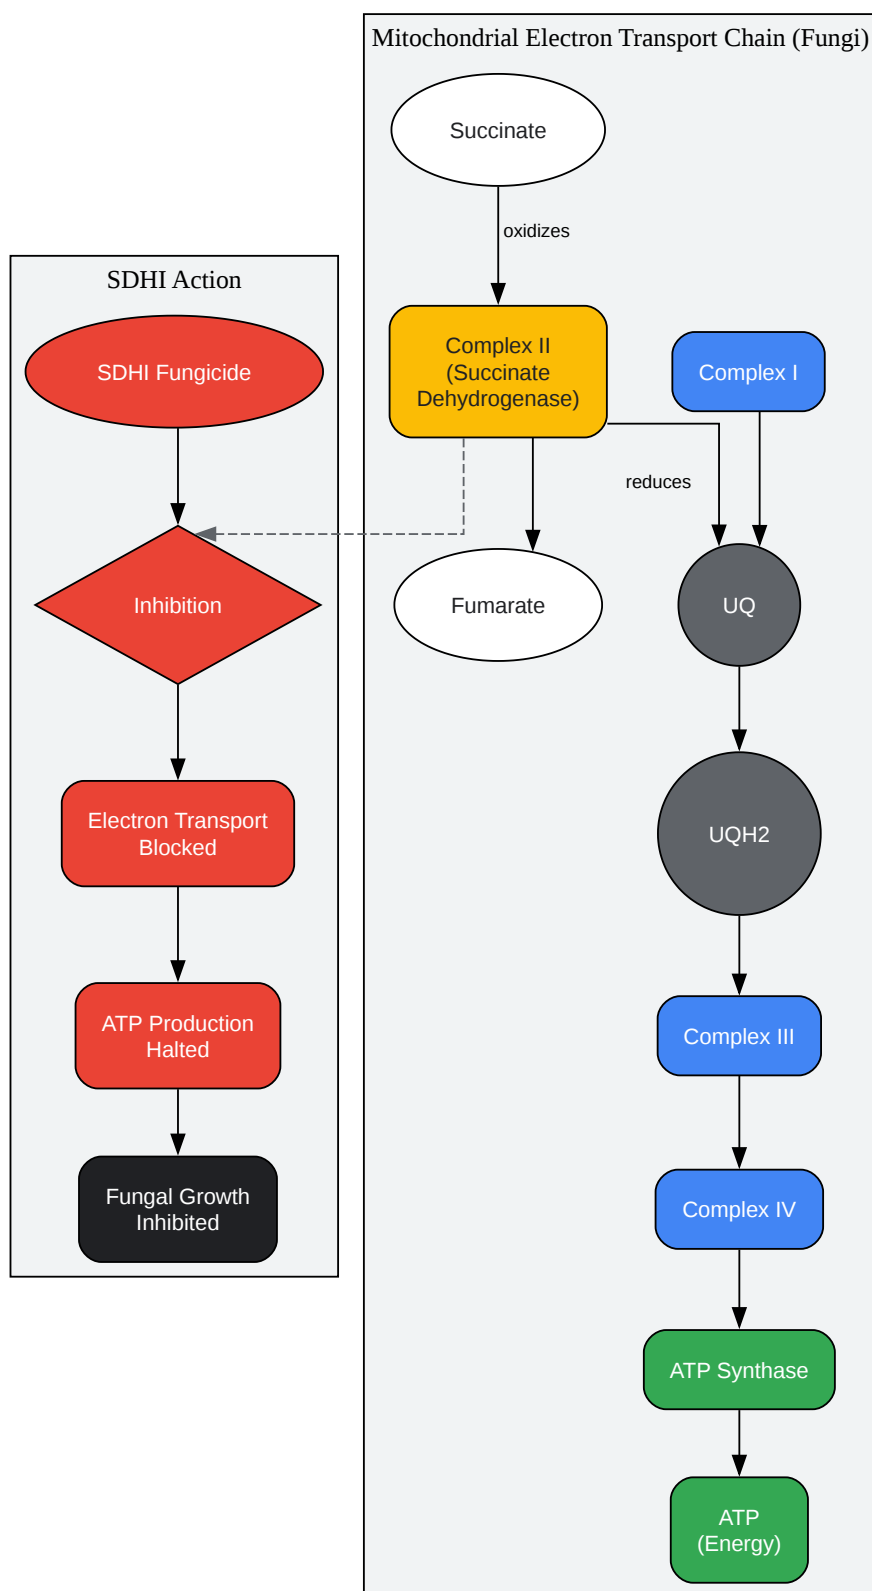 Mitochondrial Electron Transport Chain (Fungi)
Succinate
oxidizes
SDHI Action
SDHI Fungicide
Complex II
(Succinate
Dehydrogenase)
Complex I
reduces
Inhibition
Fumarate
UQ
Electron Transport
Blocked
UQH2
ATP Production
Halted
Complex III
Fungal Growth
Inhibited
Complex IV
ATP Synthase
ATP
(Energy)